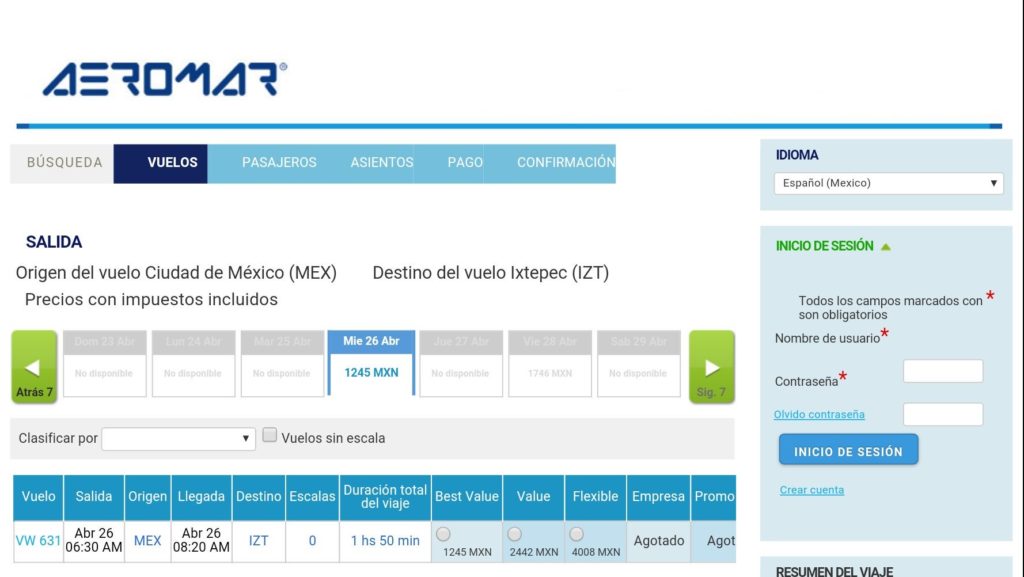 AEROMAR®
BÚSQUEDA VUELOS PASAJEROS ASIENTOS PAGO CONFIRMACIÓN
SALIDA
Origen del vuelo Ciudad de México (MEX) Destino del vuelo Ixtepec (IZT)
Precios con impuestos incluidos
Atrás 7
Dom 23 Abr
No disponible
Lun 24 Abr
No disponible
Mar 25 Abr
No disponible
Mie 26 Abr
1245 MXN
Jue 27 Abr
No disponible
Vie 28 Abr
1746 MXN
Sab 29 Abr
No disponible
Sig. 7
Clasificar por Vuelos sin escala
Vuelo Salida Origen Llegada Destino Escalas Duración total del viaje Best Value Value Flexible Empresa Promo
VW 631 Abr 26 06:30 AM MEX Abr 26 08:20 AM IZT 0 1 hs 50 min 1245 MXN 2442 MXN 4008 MXN Agotado Agot
IDIOMA
Español (Mexico)
INICIO DE SESIÓN
Todos los campos marcados con *
son obligatorios
Nombre de usuario*
Contraseña*
Olvido contraseña
INICIO DE SESIÓN
Crear cuenta
RESUMEN DEL VIAJE